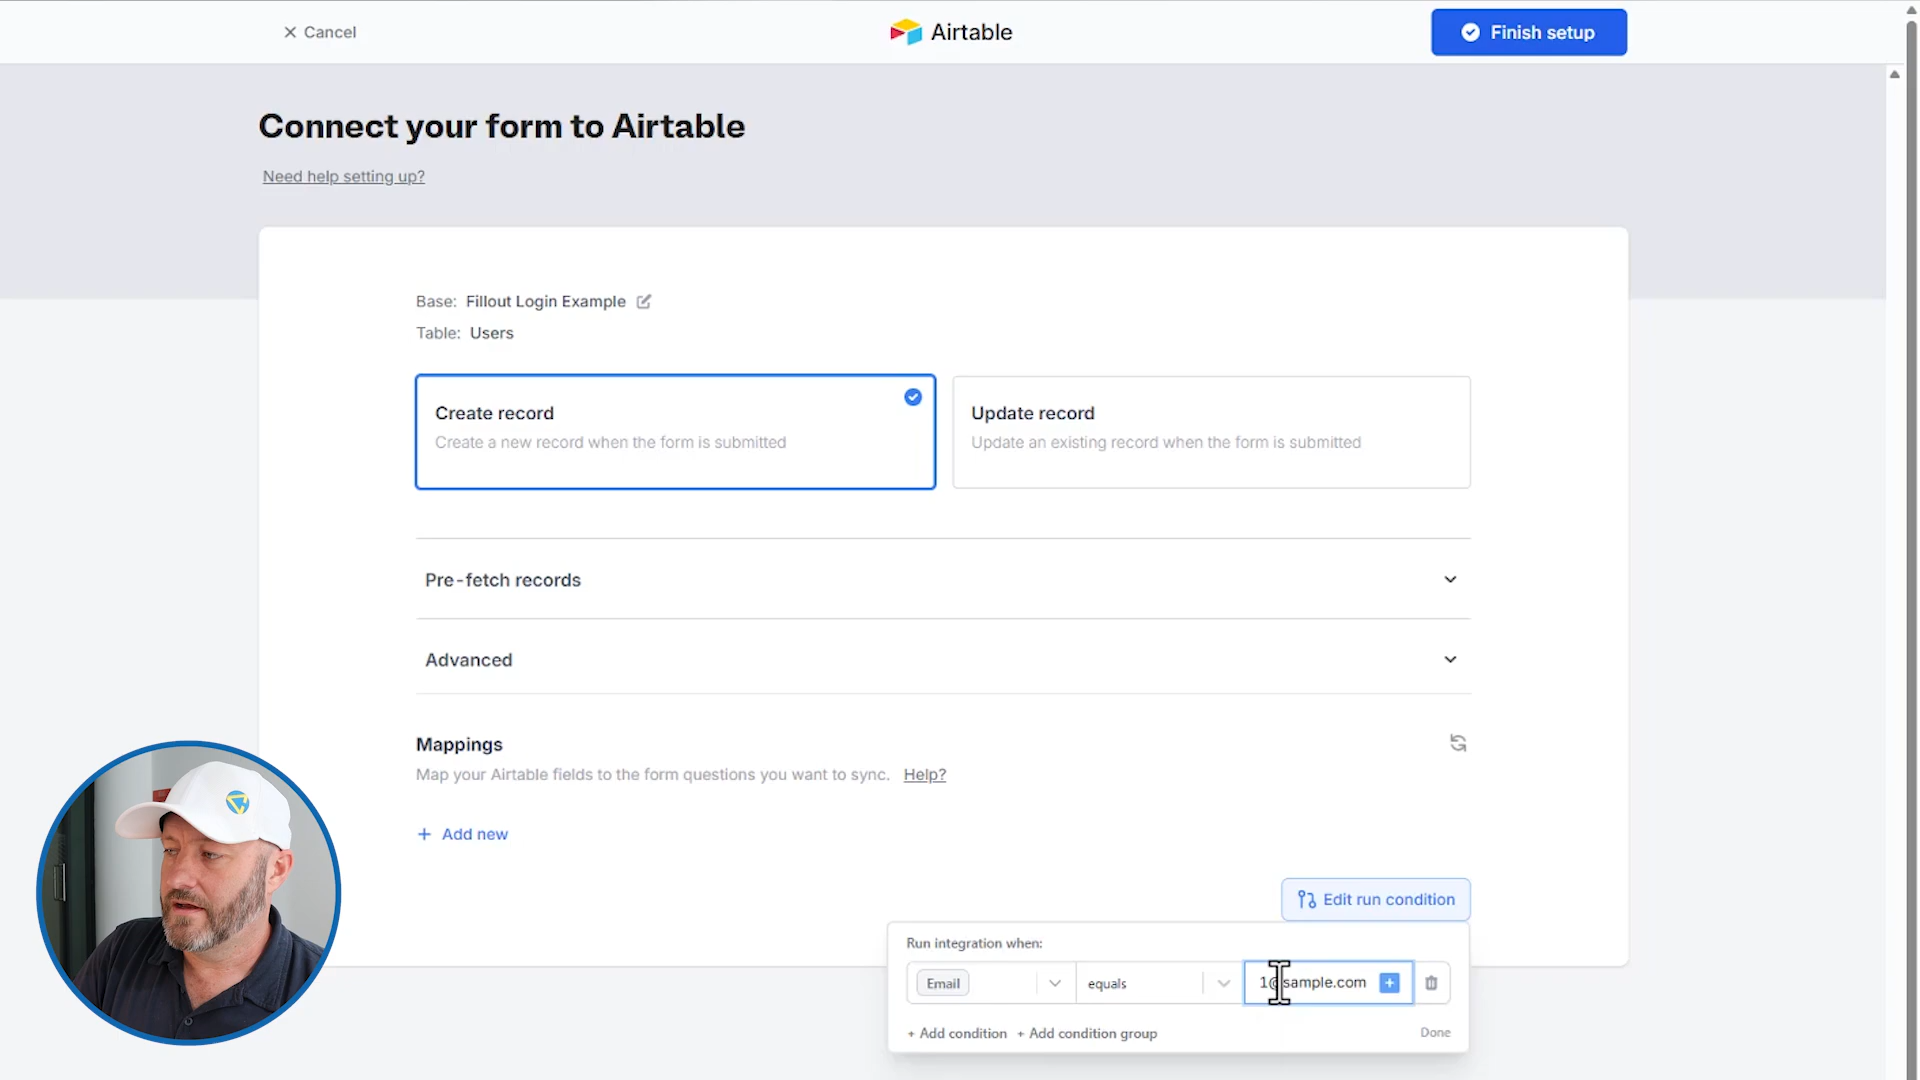 Cancel
Airtable
Finish setup
Connect your form to Airtable
Need help setting up?
Base: Fillout Login Example
Table: Users
Create record
Create a new record when the form is submitted
Update record
Update an existing record when the form is submitted
Pre-fetch records
Advanced
Mappings
Map your Airtable fields to the form questions you want to sync. Help?
+ Add new
Edit run condition
Run integration when:
Email equals 1@sample.com
+ Add condition + Add condition group Done